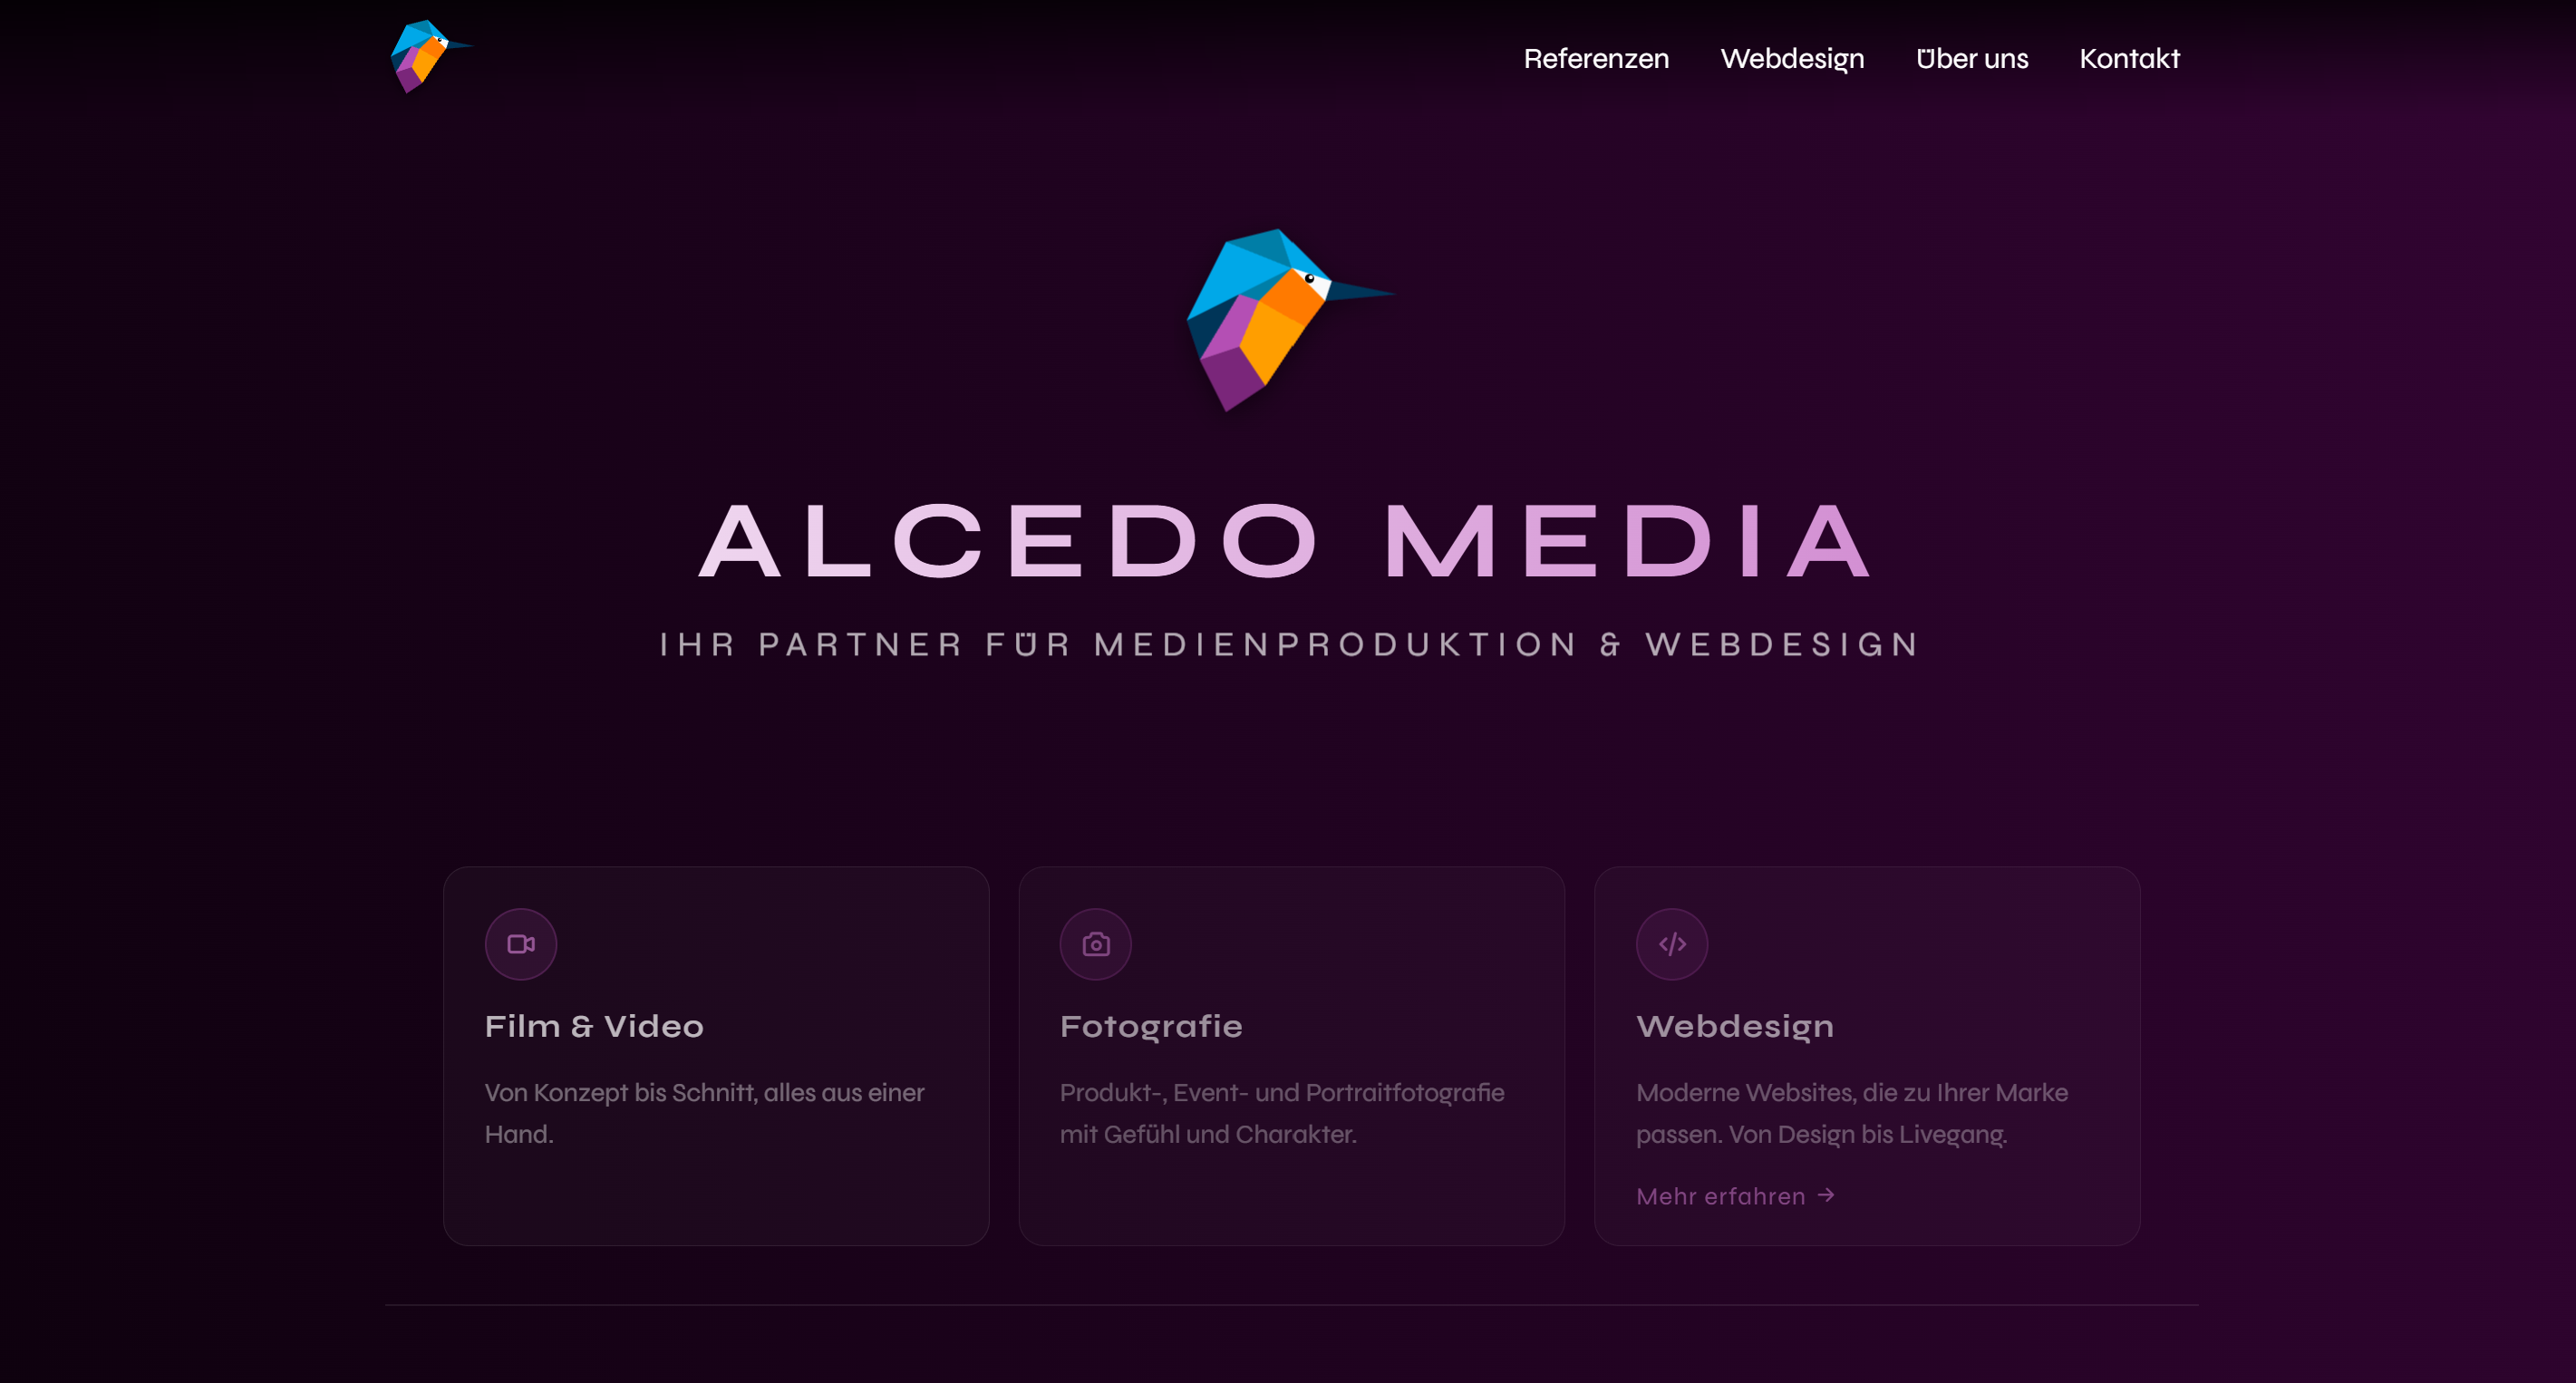 Referenzen Webdesign Über uns Kontakt
ALCEDO MEDIA
IHR PARTNER FÜR MEDIENPRODUKTION & WEBDESIGN
Film & Video
Von Konzept bis Schnitt, alles aus einer
Hand.
Fotografie
Produkt-, Event- und Portraitfotografie
mit Gefühl und Charakter.
Webdesign
Moderne Websites, die zu Ihrer Marke
passen. Von Design bis Livegang.
Mehr erfahren →